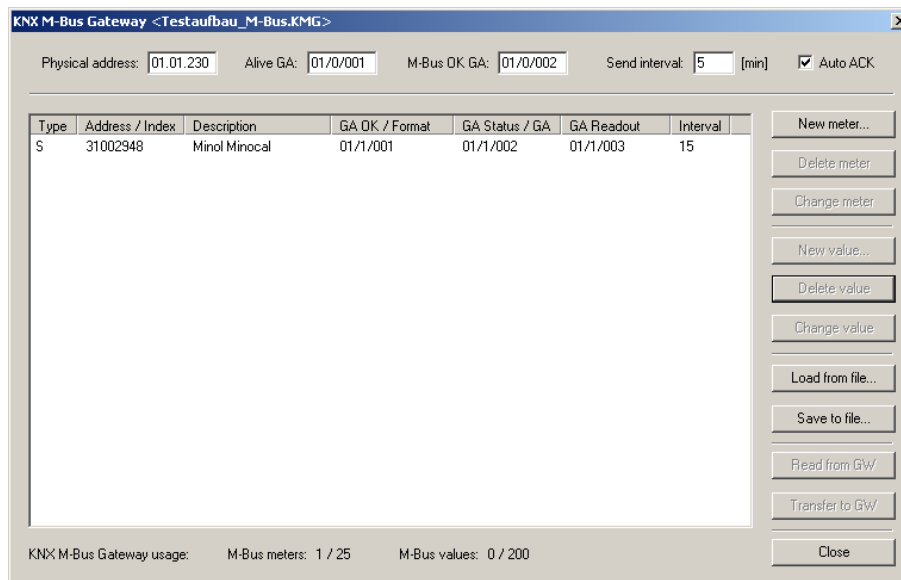 KNX M-Bus Gateway <Testaufbau_M-Bus.KMG>
Physical address: 01.01.230 Alive GA: 01/0/001 M-Bus OK GA: 01/0/002 Send interval: 5 [min] Auto ACK
Type Address / Index Description GA OK / Format GA Status / GA GA Readout Interval
S 31002948 Minol Minocal 01/1/001 01/1/002 01/1/003 15
New meter...
Delete meter
Change meter
New value...
Delete value
Change value
Load from file...
Save to file...
Read from GW
Transfer to GW
Close
KNX M-Bus Gateway usage: M-Bus meters: 1 / 25 M-Bus values: 0 / 200